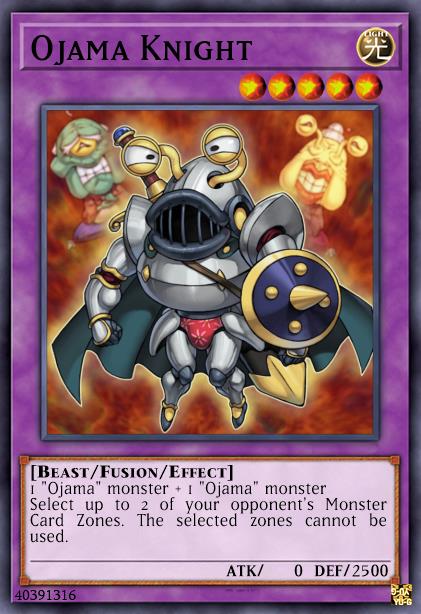 OJAMA KNIGHT
LIGHT
光
[BEAST/FUSION/EFFECT]
1 "Ojama" monster + 1 "Ojama" monster
Select up to 2 of your opponent's Monster
Card Zones. The selected zones cannot be
used.
ATK/ 0 DEF/2500
40391316